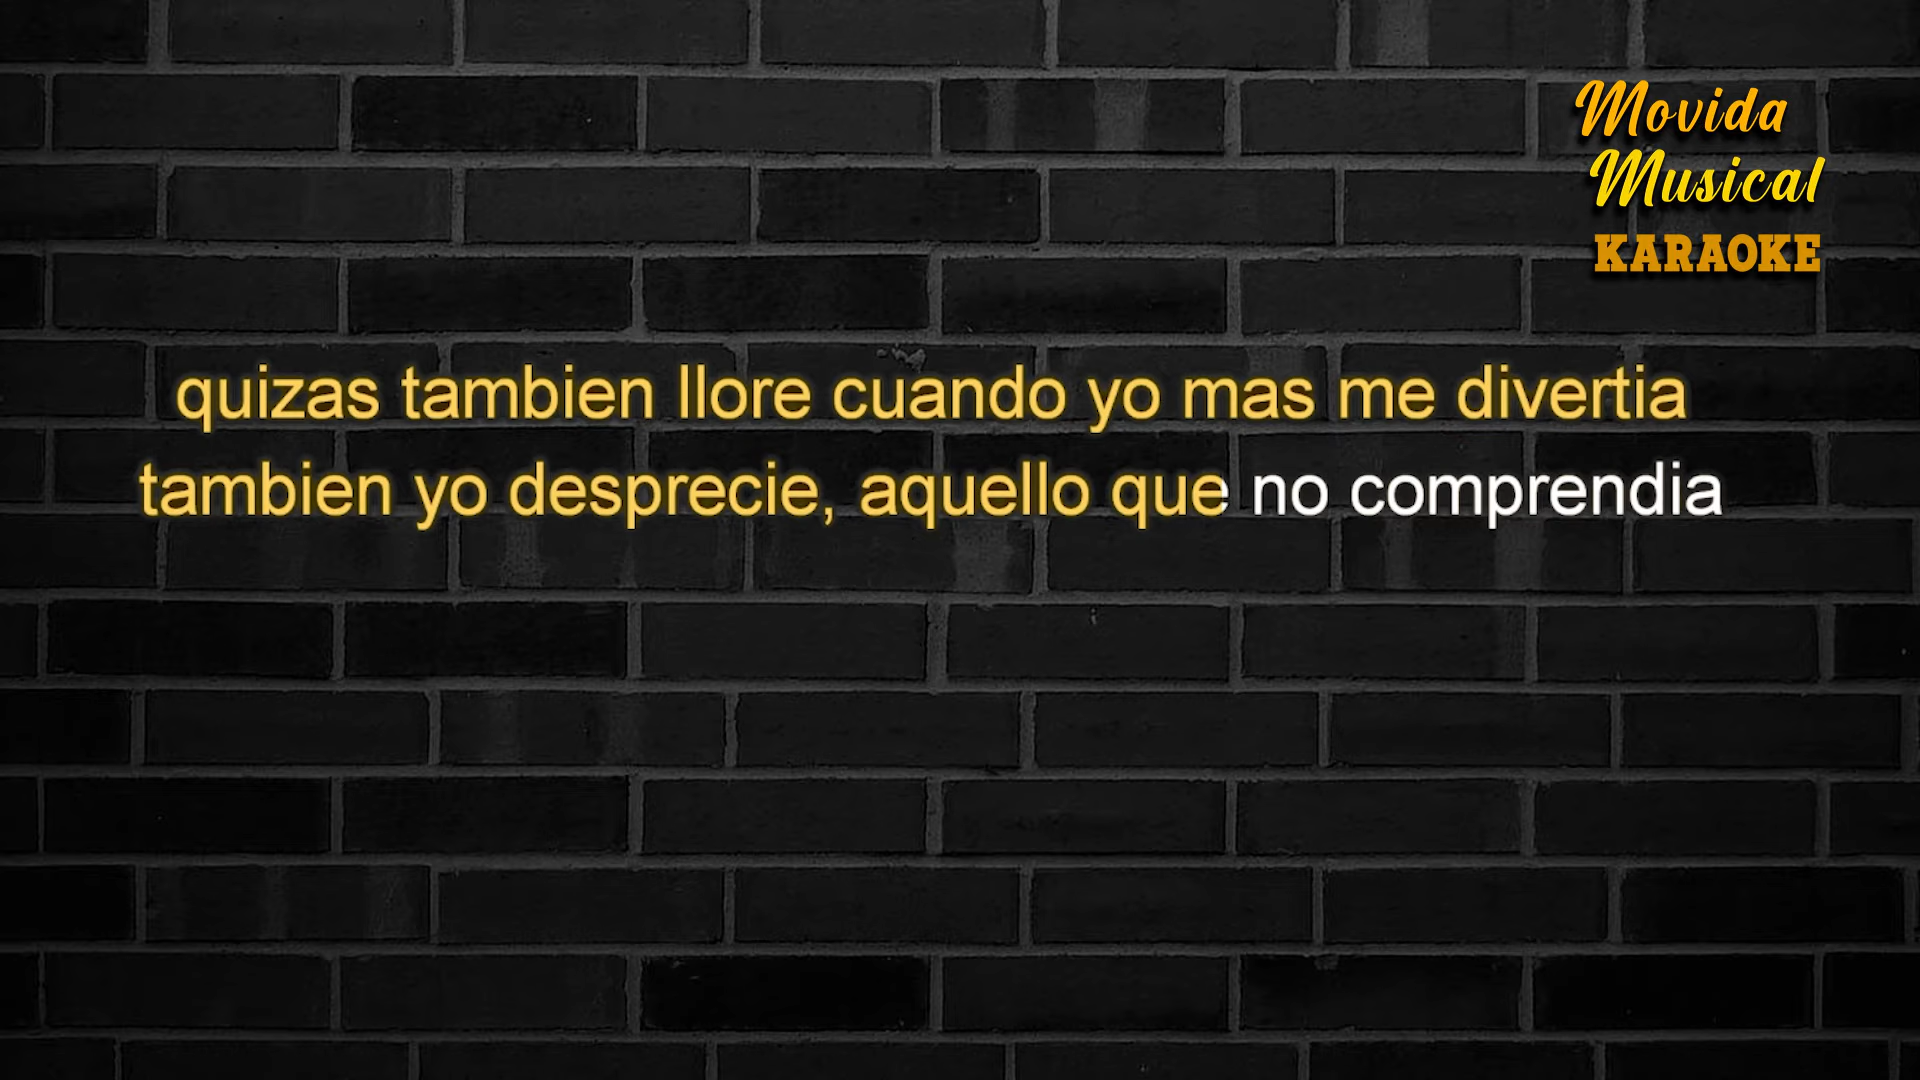 Movida
Musical
KARAOKE
quizas tambien llore cuando yo mas me divertia
tambien yo desprecie, aquello que no comprendia